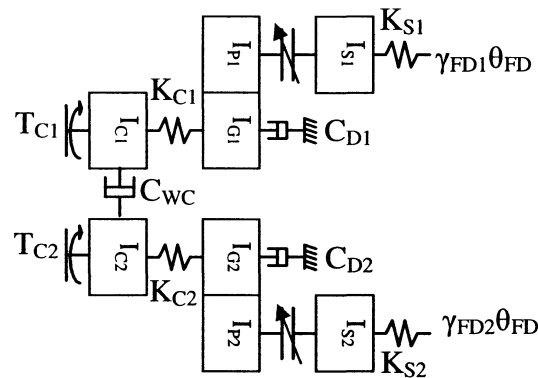 K_S1
I_P1 I_S1 γ_FD1θ_FD
K_C1
T_C1 I_C1 I_G1 C_D1
C_WC
T_C2 I_C2 I_G2 C_D2
K_C2
I_P2 I_S2 γ_FD2θ_FD
K_S2